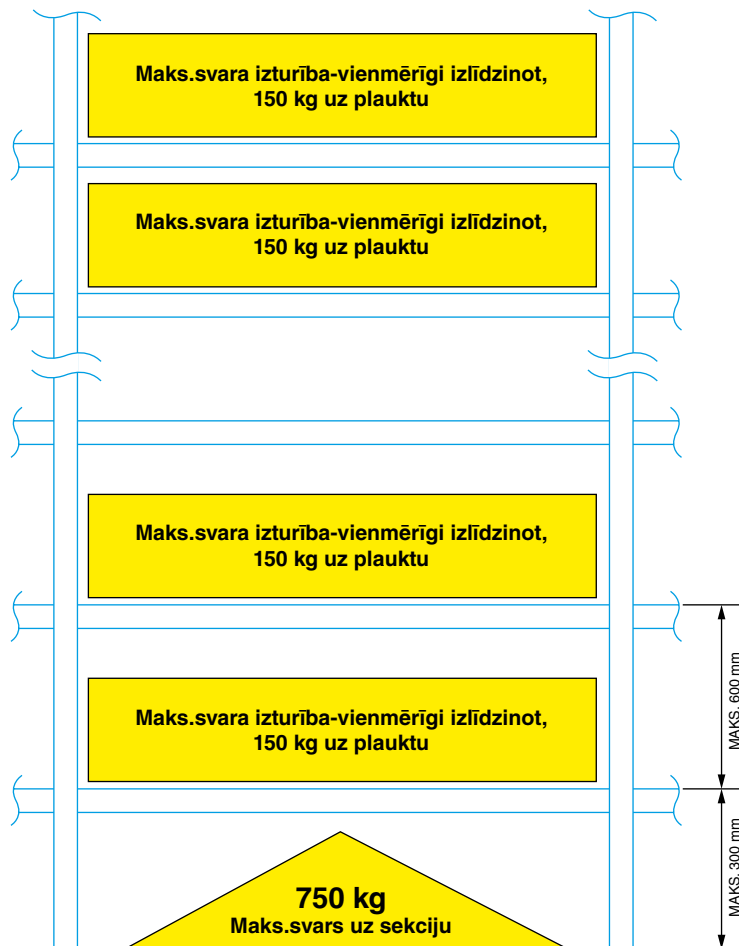 Maks.svara izturība-vienmērīgi izlīdzinot,
150 kg uz plauktu
Maks.svara izturība-vienmērīgi izlīdzinot,
150 kg uz plauktu
Maks.svara izturība-vienmērīgi izlīdzinot,
150 kg uz plauktu
MAKS. 600 mm
Maks.svara izturība-vienmērīgi izlīdzinot,
150 kg uz plauktu
MAKS. 300 mm
750 kg
Maks.svars uz sekciju